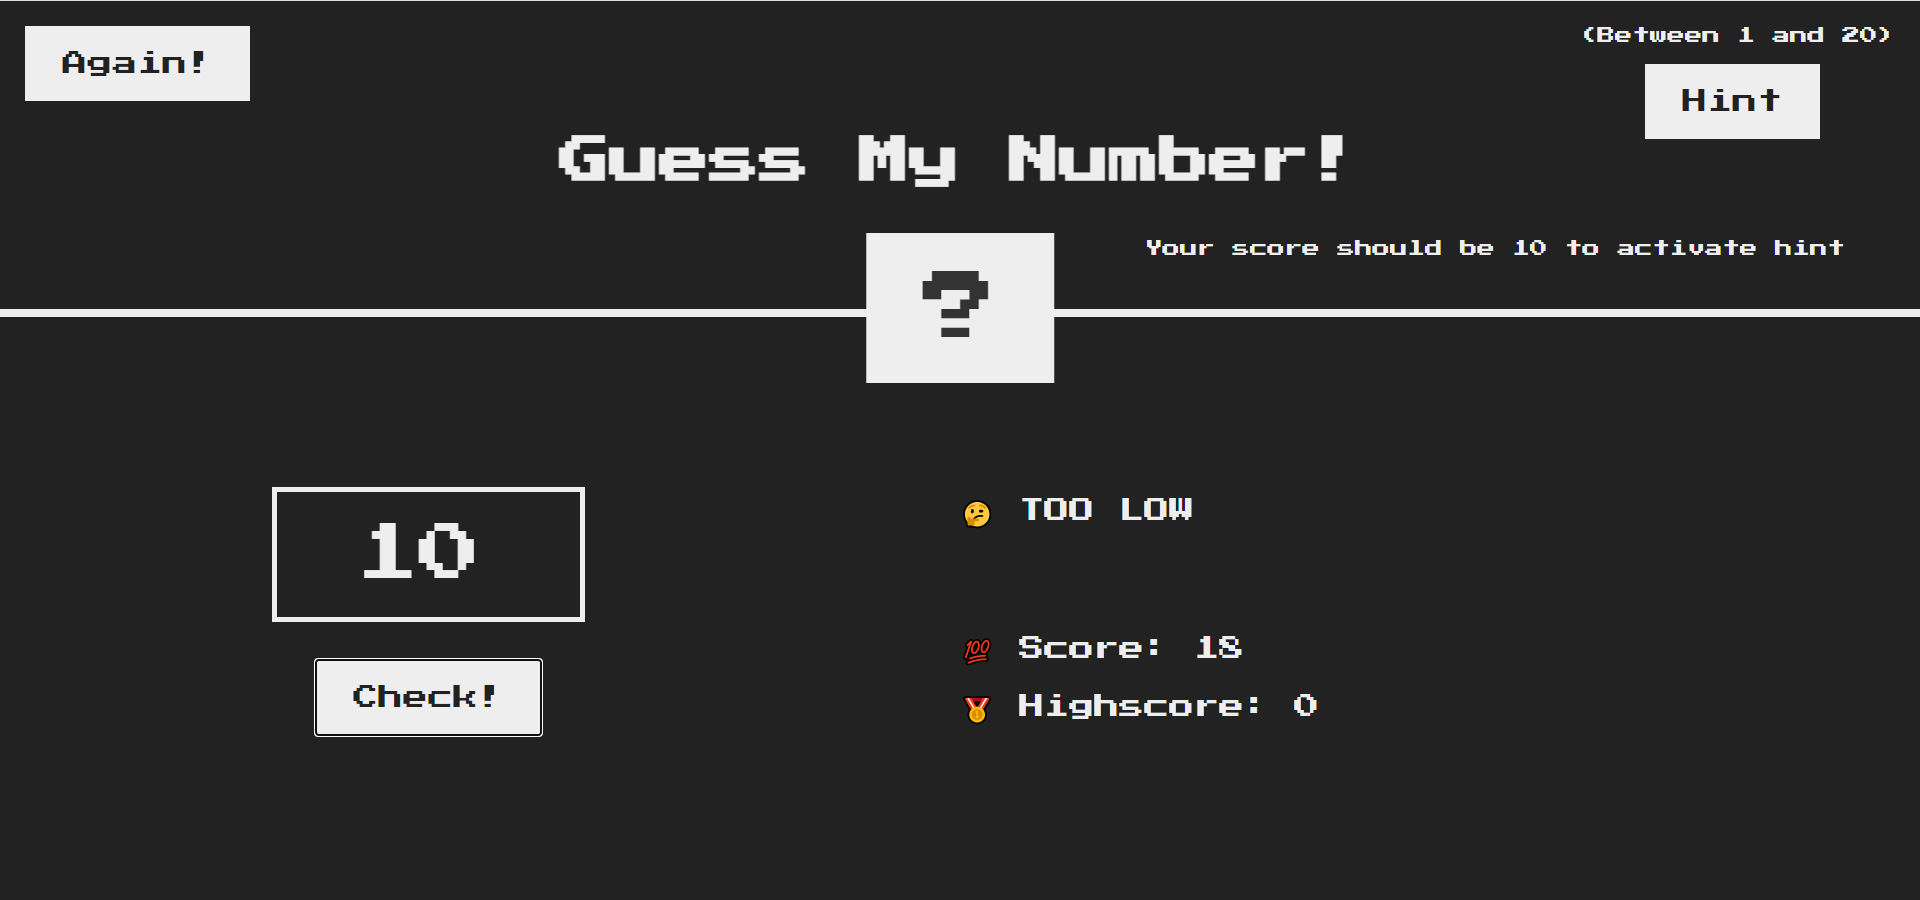 Again!
(Between 1 and 20)
Hint
Guess My Number!
Your score should be 10 to activate hint
?
10
🤔 TOO LOW
Check!
💯 Score: 18
🥇 Highscore: 0